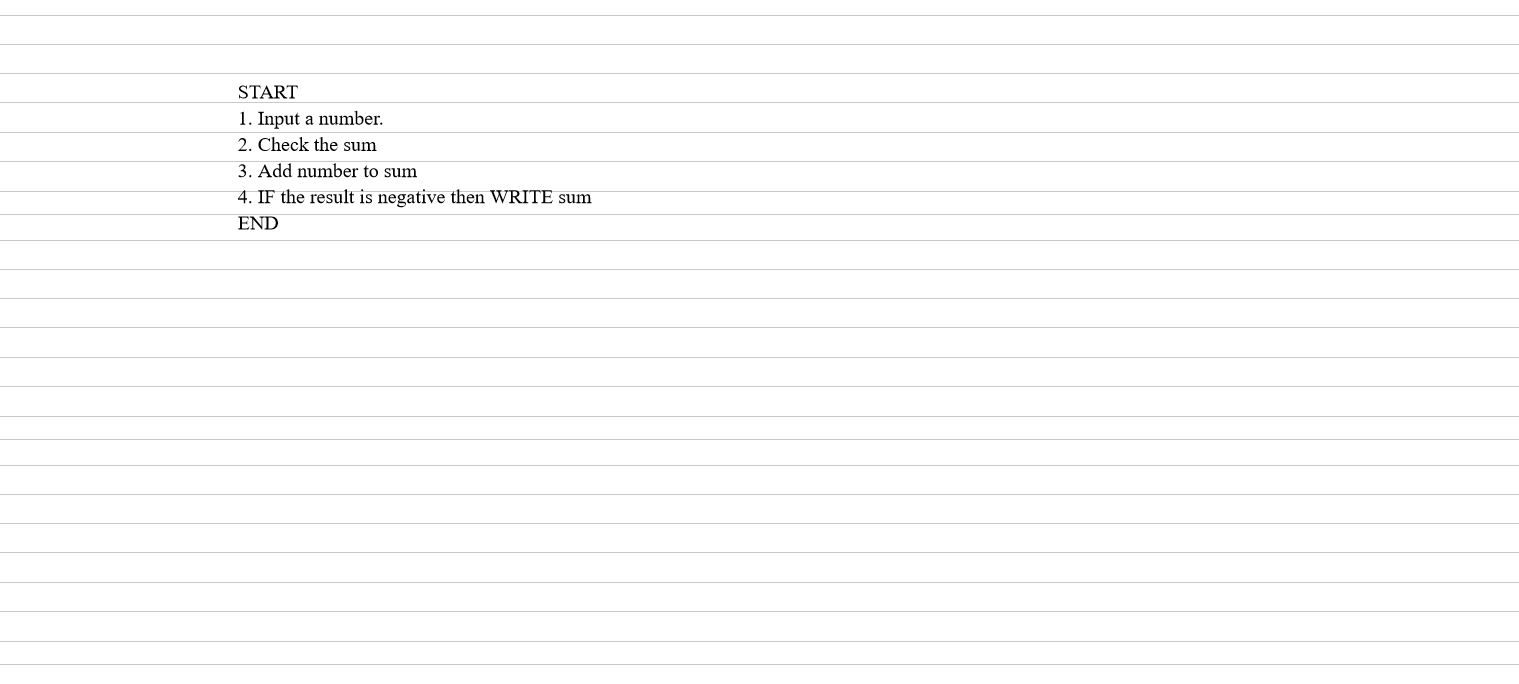 START
1. Input a number.
2. Check the sum
3. Add number to sum
4. IF the result is negative then WRITE sum
END